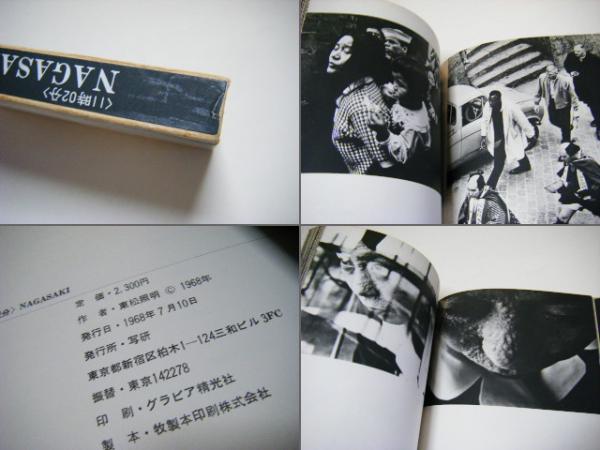 〈11時02分〉
NAGASA
分〉 NAGASAKI
定 価・2,300円
作 者・東松照明 © 1968年
発行日・1968年7月10日
発行所・写研
東京都新宿区柏木1―124三和ビル 3FC
振替・東京142278
印 刷・グラビア精光社
製 本・牧製本印刷株式会社